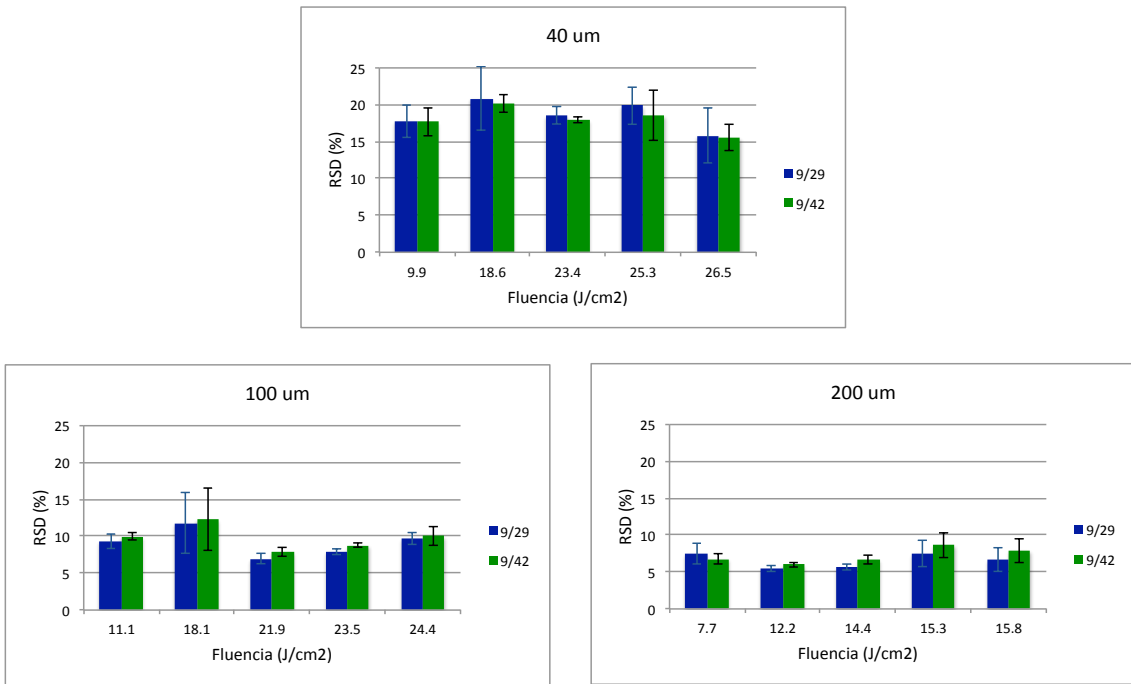 40 um
25
20
15
10
5
0
RSD (%)
9.9 18.6 23.4 25.3 26.5
Fluencia (J/cm2)
9/29
9/42
100 um
25
20
15
10
5
0
RSD (%)
11.1 18.1 21.9 23.5 24.4
Fluencia (J/cm2)
9/29
9/42
200 um
25
20
15
10
5
0
RSD (%)
7.7 12.2 14.4 15.3 15.8
Fluencia (J/cm2)
9/29
9/42